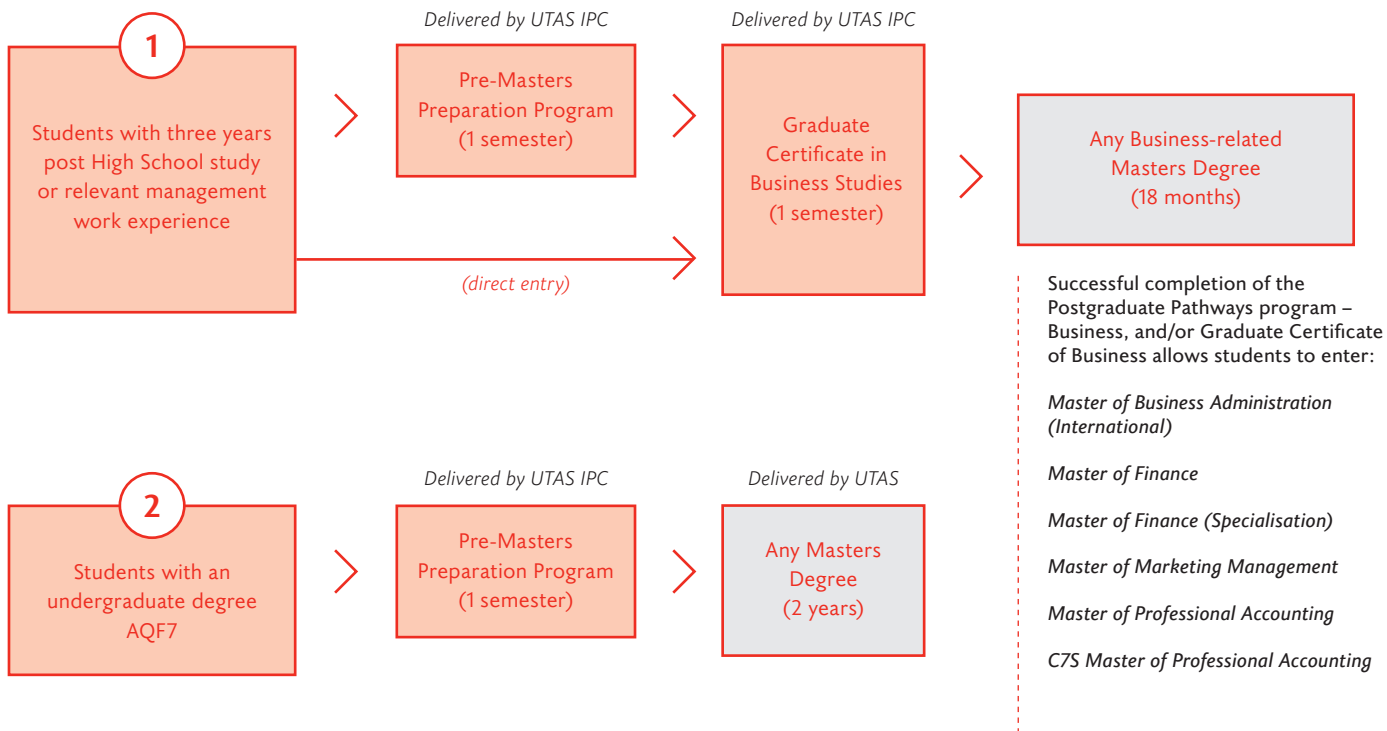 1
Students with three years
post High School study
or relevant management
work experience
Delivered by UTAS IPC
Pre-Masters
Preparation Program
(1 semester)
(direct entry)
Delivered by UTAS IPC
Graduate
Certificate in
Business Studies
(1 semester)
Any Business-related
Masters Degree
(18 months)
Successful completion of the
Postgraduate Pathways program –
Business, and/or Graduate Certificate
of Business allows students to enter:
Master of Business Administration
(International)
Master of Finance
Master of Finance (Specialisation)
Master of Marketing Management
Master of Professional Accounting
C7S Master of Professional Accounting
2
Students with an
undergraduate degree
AQF7
Delivered by UTAS IPC
Pre-Masters
Preparation Program
(1 semester)
Delivered by UTAS
Any Masters
Degree
(2 years)